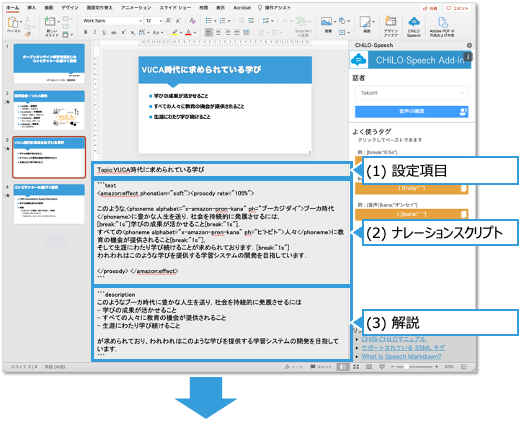 ホーム 挿入 描画 デザイン 画面切り替え アニメーション スライド ショー 校閲 表示 Acrobat 操作アシスト 共有 コメント
ペースト
新しい
スライド
Work Sans 12
画像
デザイン
アイデア
CHiLO-Speech
Adobe PDF の
作成および共有
1
2
3
4
VUCA時代に求められている学び
学びの成果が活かせること
すべての人々に教育の機会が提供されること
生涯にわたり学び続けること
Topic:VUCA時代に求められている学び
```text
<amazon:effect phonation="soft"><prosody rate="105%">
このような<phoneme alphabet="x-amazon-pron-kana" ph="ブーカジダイ">ブーカ時代
</phoneme>に豊かな人生を送り、社会を持続的に発展させるには、
[break:"1s"]学びの成果が活かせること[break:"1s"]、
すべての<phoneme alphabet="x-amazon-pron-kana" ph="ヒトビト">人々</phoneme>に教
育の機会が提供されること[break:"1s"]、
そして生涯にわたり学び続けることが求められております。[break:"1s"]
われわれはこのような学びを提供する学習システムの開発を目指しています。
</prosody> </amazon:effect>
```
```description
このようなブーカ時代に豊かな人生を送り、社会を持続的に発展させるには
- 学びの成果が活かせること
- すべての人々に教育の機会が提供されること
- 生涯にわたり学び続けること
が求められており、われわれはこのような学びを提供する学習システムの開発を目指して
います。
```
CHiLO-Speech
CHiLO-Speech Add-in
話者
Takumi
音声の確認
よく使うタグ
クリックしてペーストできます
例 : [break:"0.5s"]
(1) 設定項目
(2) ナレーションスクリプト
(3) 解説
CHiBi-CHiLOマニュアル
サポートされている SSML タグ
What is Speech Markdown?
ノート コメント
50%